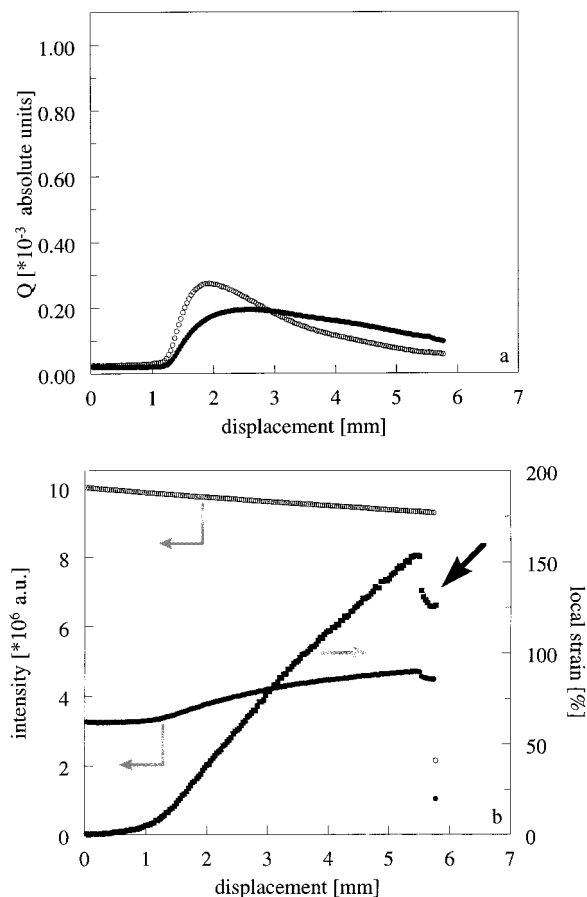 1.00
0.80
0.60
0.40
0.20
0.00
Q [*10⁻³ absolute units]
a
0 1 2 3 4 5 6 7
displacement [mm]
10
8
6
4
2
0
intensity [*10⁶ a.u.]
200
150
100
50
0
local strain [%]
b
0 1 2 3 4 5 6 7
displacement [mm]